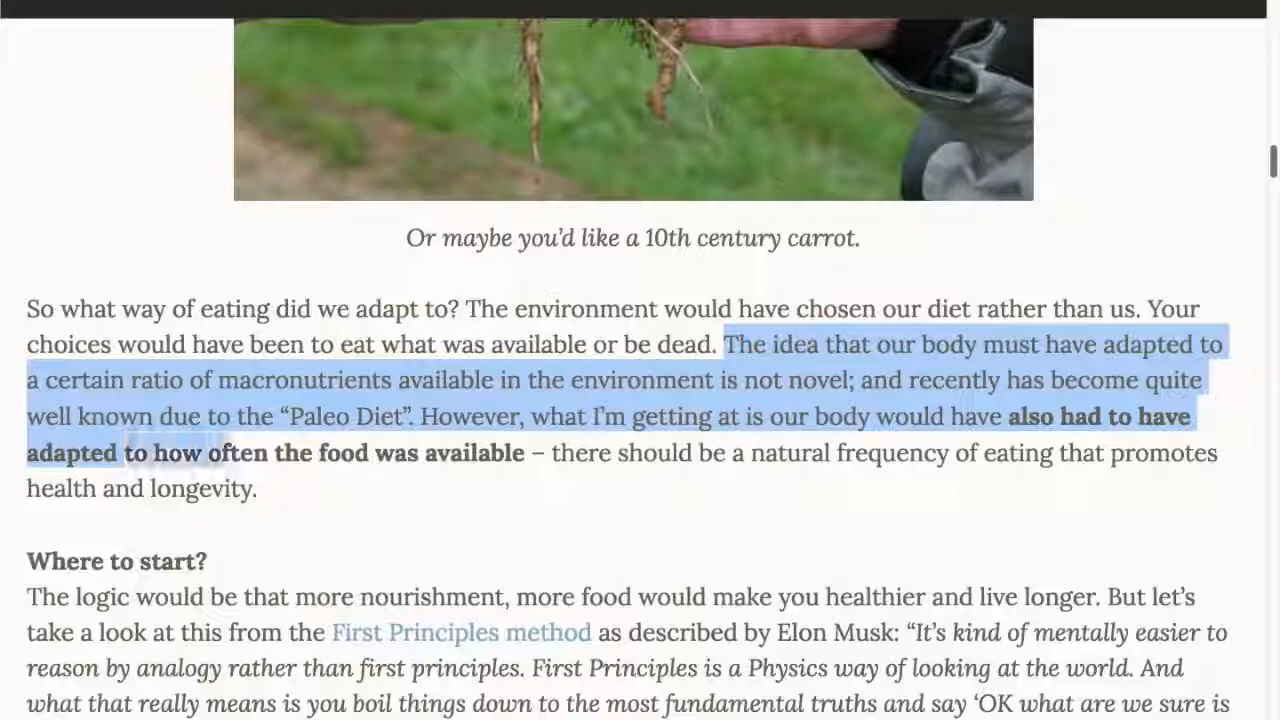 Or maybe you’d like a 10th century carrot.
So what way of eating did we adapt to? The environment would have chosen our diet rather than us. Your
choices would have been to eat what was available or be dead. The idea that our body must have adapted to
a certain ratio of macronutrients available in the environment is not novel; and recently has become quite
well known due to the “Paleo Diet”. However, what I’m getting at is our body would have also had to have
adapted to how often the food was available – there should be a natural frequency of eating that promotes
health and longevity.
Where to start?
The logic would be that more nourishment, more food would make you healthier and live longer. But let’s
take a look at this from the First Principles method as described by Elon Musk: “It’s kind of mentally easier to
reason by analogy rather than first principles. First Principles is a Physics way of looking at the world. And
what that really means is you boil things down to the most fundamental truths and say ‘OK what are we sure is